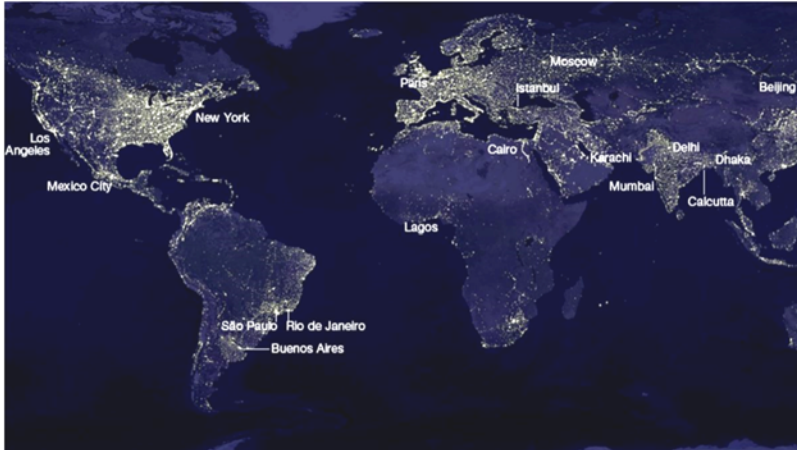 Moscow
Paris
Istanbul
Beijing
New York
Los
Angeles
Cairo
Karachi
Delhi
Dhaka
Mexico City
Mumbai
Calcutta
Lagos
São Paulo
Rio de Janeiro
Buenos Aires